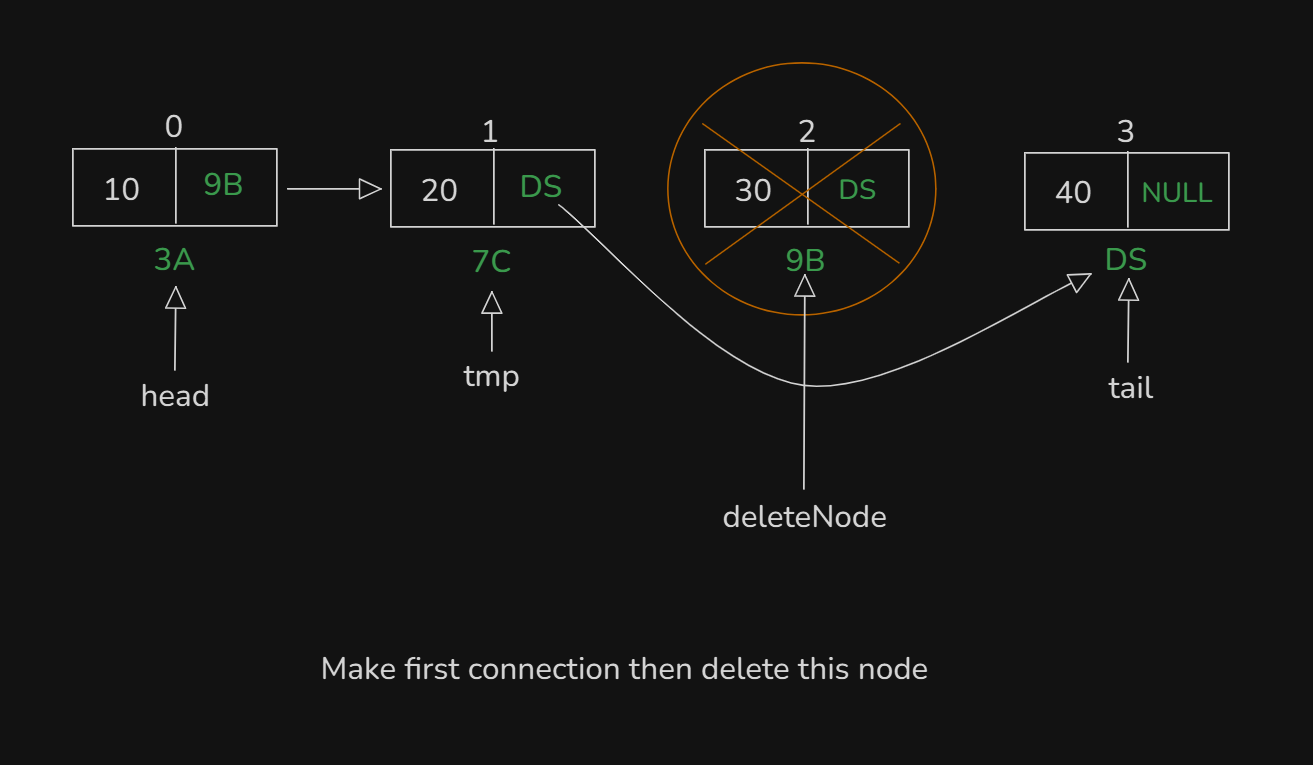 0
1
2
3
10 9B
20 DS
30 DS
40 NULL
3A
7C
9B
DS
head
tmp
tail
deleteNode
Make first connection then delete this node